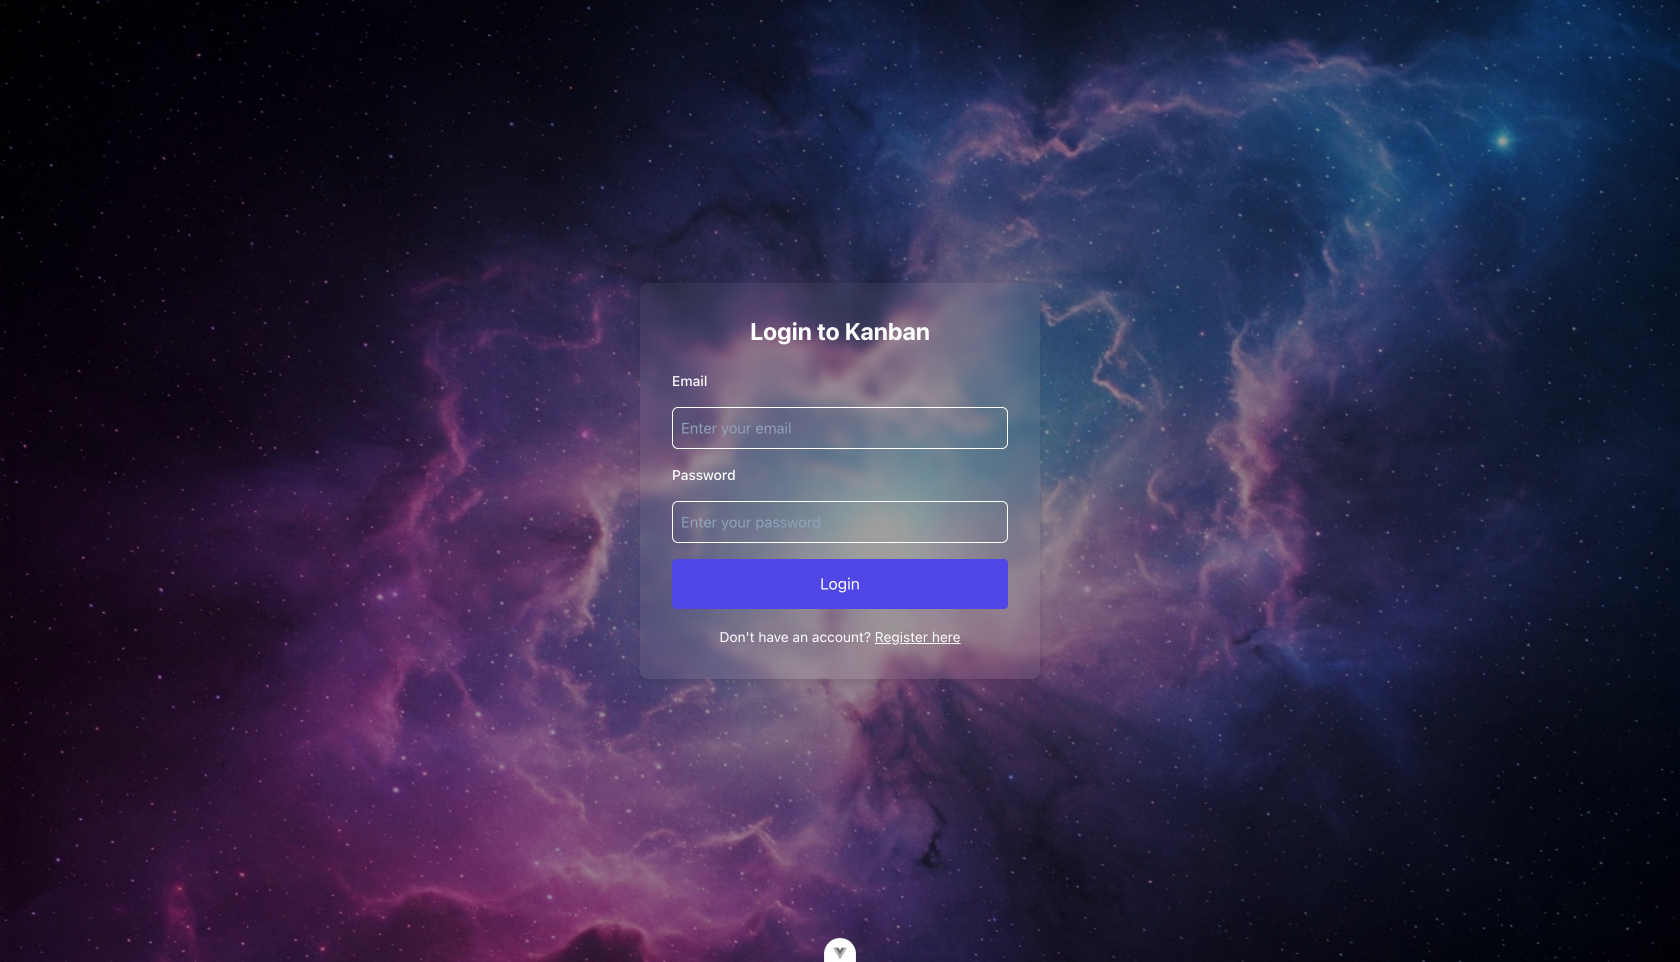 Login to Kanban
Email
Enter your email
Password
Enter your password
Login
Don't have an account? Register here